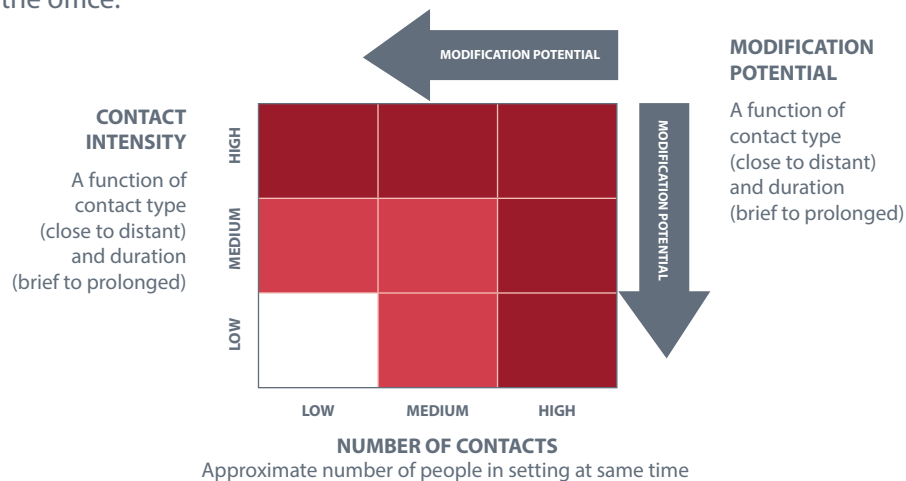 the office.
MODIFICATION POTENTIAL
MODIFICATION
POTENTIAL
A function of
contact type
(close to distant)
and duration
(brief to prolonged)
CONTACT
INTENSITY
A function of
contact type
(close to distant)
and duration
(brief to prolonged)
HIGH
MEDIUM
LOW
MODIFICATION POTENTIAL
LOW MEDIUM HIGH
NUMBER OF CONTACTS
Approximate number of people in setting at same time